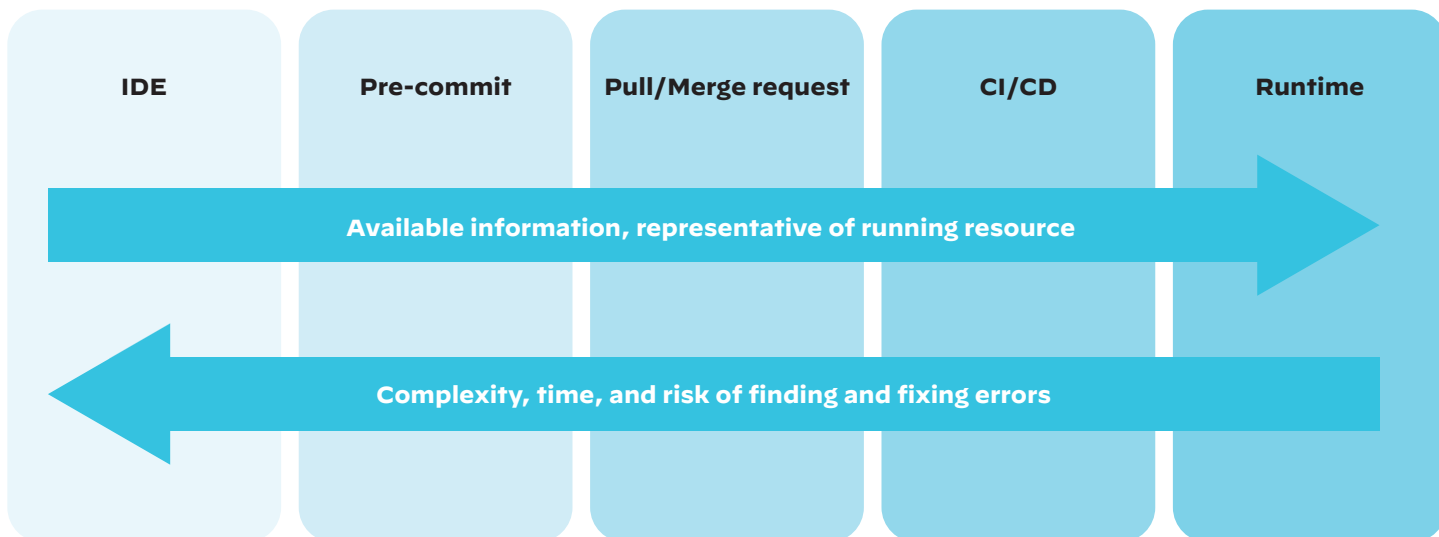 IDE
Pre-commit
Pull/Merge request
CI/CD
Runtime
Available information, representative of running resource
Complexity, time, and risk of finding and fixing errors